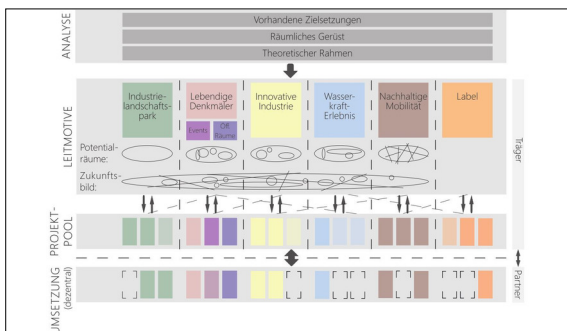 ANALYSE
Vorhandene Zielsetzungen
Räumliches Gerüst
Theoretischer Rahmen
LEITMOTIVE
Industrie-
landschafts-
park
Lebendige
Denkmäler
Events
Öff.
Räume
Innovative
Industrie
Wasser-
kraft-
Erlebnis
Nachhaltige
Mobilität
Label
Potential-
räume:
Zukunfts-
bild:
Träger
PROJEKT-
POOL
Partner
UMSETZUNG
(dezentral)